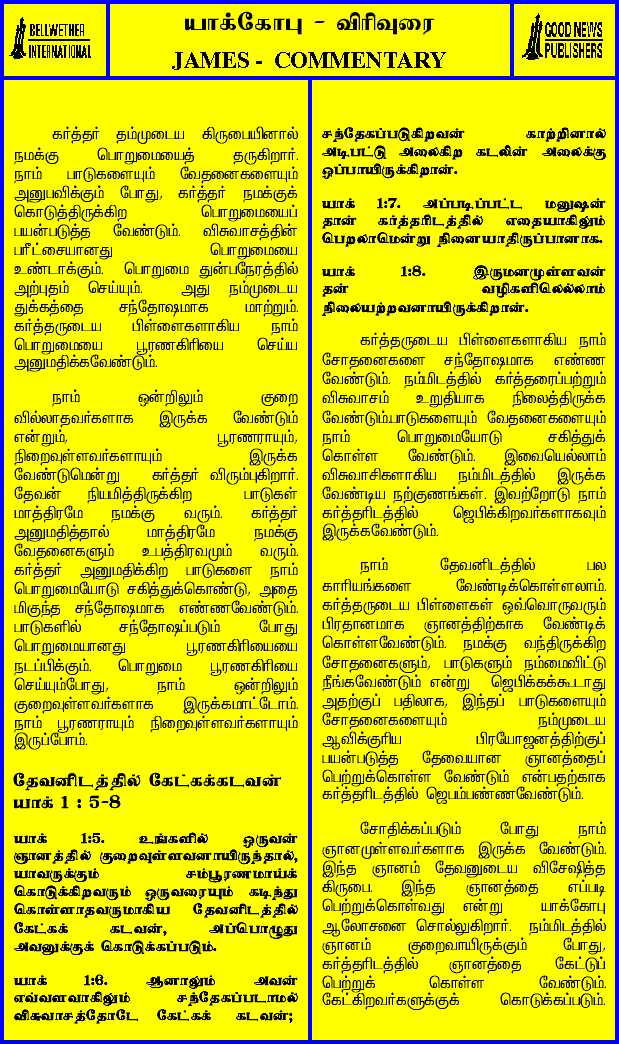 BELLWETHER
INTERNATIONAL
யாக்கோபு - விரிவுரை
JAMES - COMMENTARY
GOOD NEWS
PUBLISHERS
கர்த்தர் தம்முடைய கிருபையினால்
நமக்கு பொறுமையைத் தருகிறார்.
நாம் பாடுகளையும் வேதனைகளையும்
அனுபவிக்கும் போது, கர்த்தர் நமக்குக்
கொடுத்திருக்கிற பொறுமையைப்
பயன்படுத்த வேண்டும். விசுவாசத்தின்
பரீட்சையானது பொறுமையை
உண்டாக்கும். பொறுமை துன்பநேரத்தில்
அற்புதம் செய்யும். அது நம்முடைய
துக்கத்தை சந்தோஷமாக மாற்றும்.
கர்த்தருடைய பிள்ளைகளாகிய நாம்
பொறுமையை பூரணகிரியை செய்ய
அனுமதிக்கவேண்டும்.
நாம் ஒன்றிலும் குறை
வில்லாதவர்களாக இருக்க வேண்டும்
என்றும், பூரணராயும்,
நிறைவுள்ளவர்களாயும் இருக்க
வேண்டுமென்று கர்த்தர் விரும்புகிறார்.
தேவன் நியமித்திருக்கிற பாடுகள்
மாத்திரமே நமக்கு வரும். கர்த்தர்
அனுமதித்தால் மாத்திரமே நமக்கு
வேதனைகளும் உபத்திரவமும் வரும்.
கர்த்தர் அனுமதிக்கிற பாடுகளை நாம்
பொறுமையோடு சகித்துக்கொண்டு, அதை
மிகுந்த சந்தோஷமாக எண்ணவேண்டும்.
பாடுகளில் சந்தோஷப்படும் போது
பொறுமையானது பூரணகிரியையை
நடப்பிக்கும். பொறுமை பூரணகிரியை
செய்யும்போது, நாம் ஒன்றிலும்
குறைவுள்ளவர்களாக இருக்கமாட்டோம்.
நாம் பூரணராயும் நிறைவுள்ளவர்களாயும்
இருப்போம்.
தேவனிடத்தில் கேட்கக்கடவன்
யாக் 1 : 5-8
யாக் 1:5. உங்களில் ஒருவன்
ஞானத்தில் குறைவுள்ளவனாயிருந்தால்,
யாவருக்கும் சம்பூரணமாய்க்
கொடுக்கிறவரும் ஒருவரையும் கடிந்து
கொள்ளாதவருமாகிய தேவனிடத்தில்
கேட்கக் கடவன், அப்பொழுது
அவனுக்குக் கொடுக்கப்படும்.
யாக் 1:6. ஆனாலும் அவன்
எவ்வளவாகிலும் சந்தேகப்படாமல்
விசுவாசத்தோடே கேட்கக் கடவன்;
சந்தேகப்படுகிறவன் காற்றினால்
அடிபட்டு அலைகிற கடலின் அலைக்கு
ஒப்பாயிருக்கிறான்.
யாக் 1:7. அப்படிப்பட்ட மனுஷன்
தான் கர்த்தரிடத்தில் எதையாகிலும்
பெறலாமென்று நினையாதிருப்பானாக.
யாக் 1:8. இருமனமுள்ளவன்
தன் வழிகளிலெல்லாம்
நிலையற்றவனாயிருக்கிறான்.
கர்த்தருடைய பிள்ளைகளாகிய நாம்
சோதனைகளை சந்தோஷமாக எண்ண
வேண்டும். நம்மிடத்தில் கர்த்தரைப்பற்றும்
விசுவாசம் உறுதியாக நிலைத்திருக்க
வேண்டும்பாடுகளையும் வேதனைகளையும்
நாம் பொறுமையோடு சகித்துக்
கொள்ள வேண்டும். இவையெல்லாம்
விசுவாசிகளாகிய நம்மிடத்தில் இருக்க
வேண்டிய நற்குணங்கள். இவற்றோடு நாம்
கர்த்தரிடத்தில் ஜெபிக்கிறவர்களாகவும்
இருக்கவேண்டும்.
நாம் தேவனிடத்தில் பல
காரியங்களை வேண்டிக்கொள்ளலாம்.
கர்த்தருடைய பிள்ளைகள் ஒவ்வொருவரும்
பிரதானமாக ஞானத்திற்காக வேண்டிக்
கொள்ளவேண்டும். நமக்கு வந்திருக்கிற
சோதனைகளும், பாடுகளும் நம்மைவிட்டு
நீங்கவேண்டும் என்று ஜெபிக்கக்கூடாது
அதற்குப் பதிலாக, இந்தப் பாடுகளையும்
சோதனைகளையும் நம்முடைய
ஆவிக்குரிய பிரயோஜனத்திற்குப்
பயன்படுத்த தேவையான ஞானத்தைப்
பெற்றுக்கொள்ள வேண்டும் என்பதற்காக
கர்த்தரிடத்தில் ஜெபம்பண்ணவேண்டும்.
சோதிக்கப்படும் போது நாம்
ஞானமுள்ளவர்களாக இருக்க வேண்டும்.
இந்த ஞானம் தேவனுடைய விசேஷித்த
கிருபை. இந்த ஞானத்தை எப்படி
பெற்றுக்கொள்வது என்று யாக்கோபு
ஆலோசனை சொல்லுகிறார். நம்மிடத்தில்
ஞானம் குறைவாயிருக்கும் போது,
கர்த்தரிடத்தில் ஞானத்தை கேட்டுப்
பெற்றுக் கொள்ள வேண்டும்.
கேட்கிறவர்களுக்குக் கொடுக்கப்படும்.